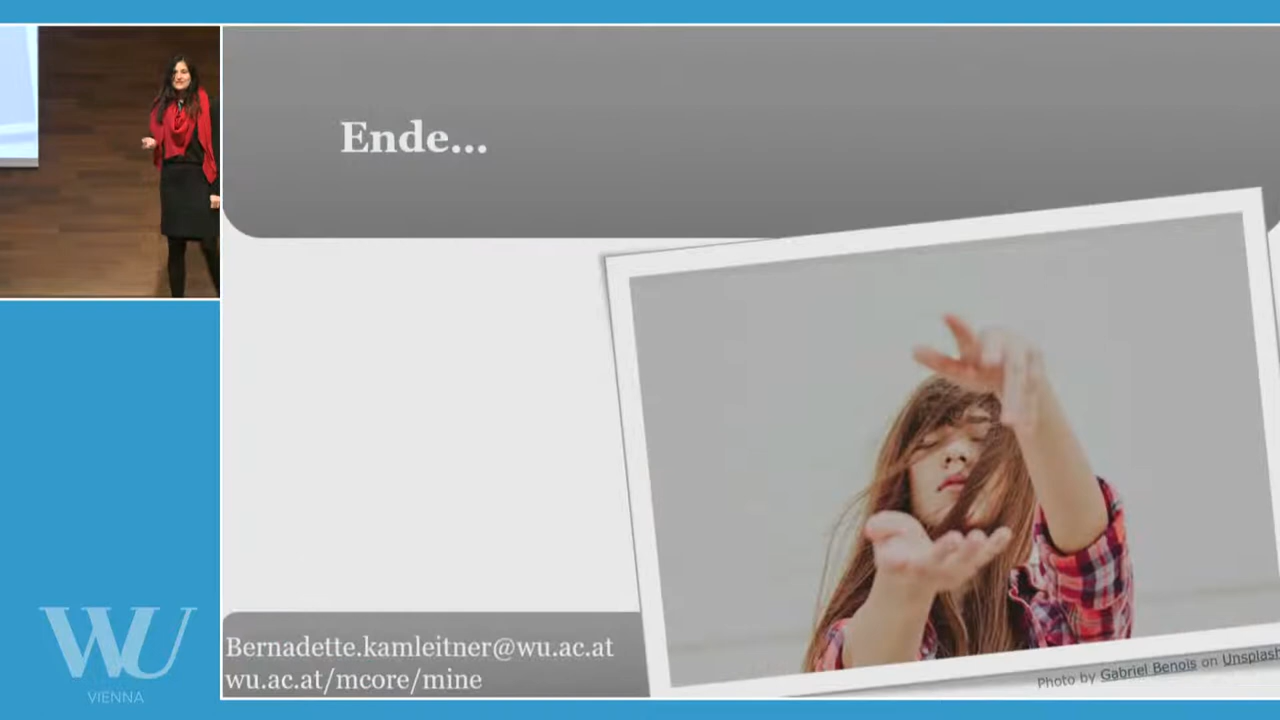 Ende...
Bernadette.kamleitner@wu.ac.at
wu.ac.at/mcore/mine
Photo by Gabriel Benois on Unsplash
WU
VIENNA